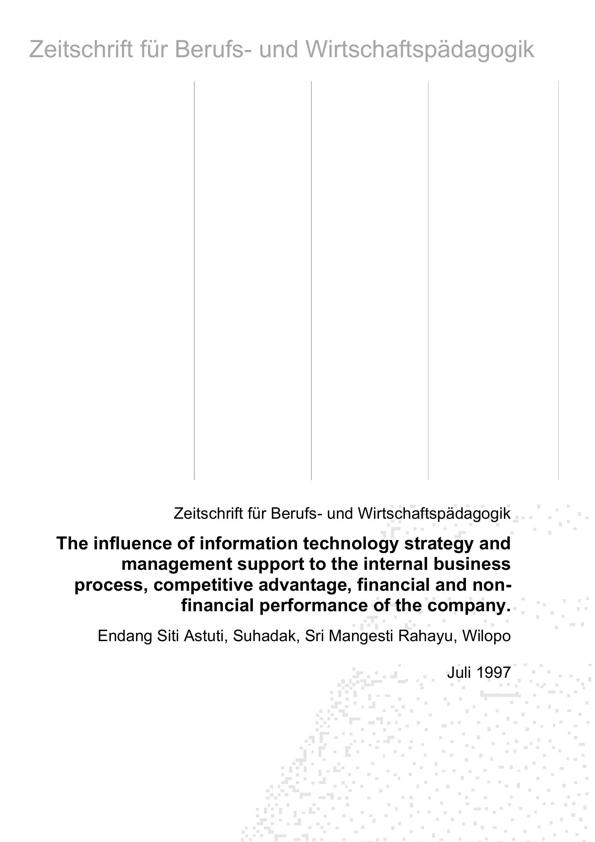 Zeitschrift für Berufs- und Wirtschaftspädagogik
Zeitschrift für Berufs- und Wirtschaftspädagogik
The influence of information technology strategy and
management support to the internal business
process, competitive advantage, financial and non-
financial performance of the company.
Endang Siti Astuti, Suhadak, Sri Mangesti Rahayu, Wilopo
Juli 1997